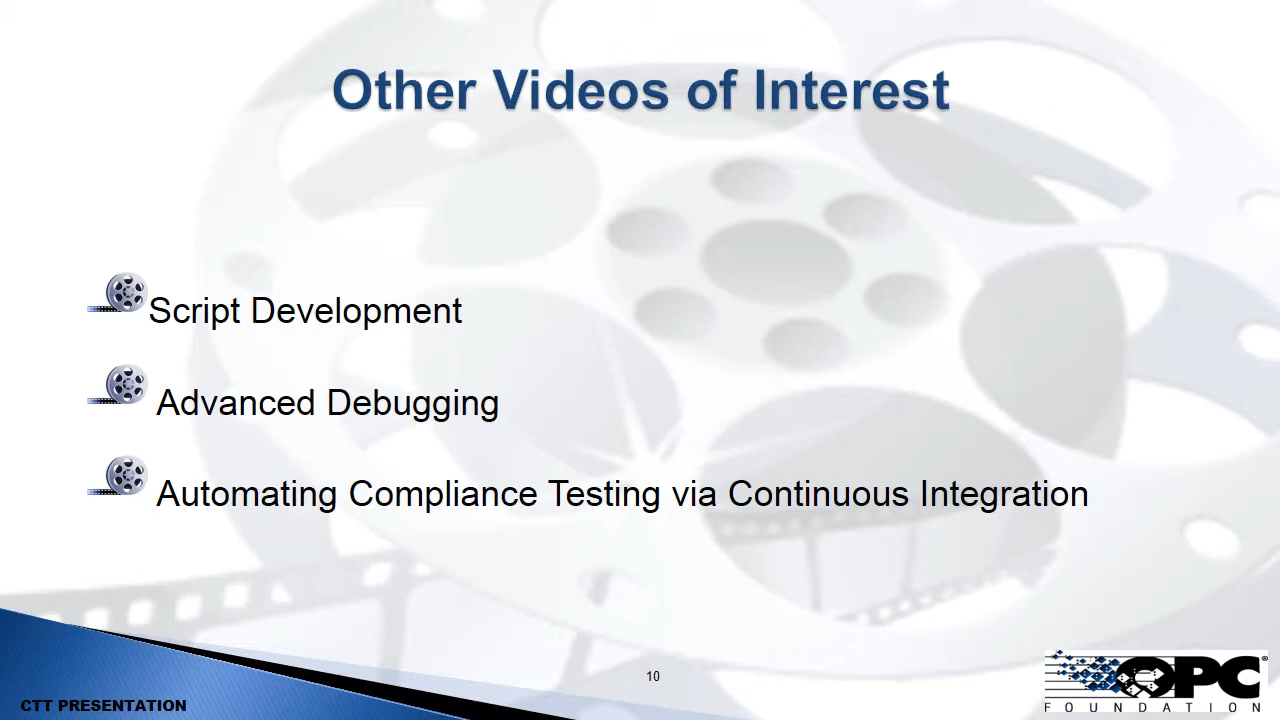 Other Videos of Interest
Script Development
Advanced Debugging
Automating Compliance Testing via Continuous Integration
10
OPC®
FOUNDATION
CTT PRESENTATION